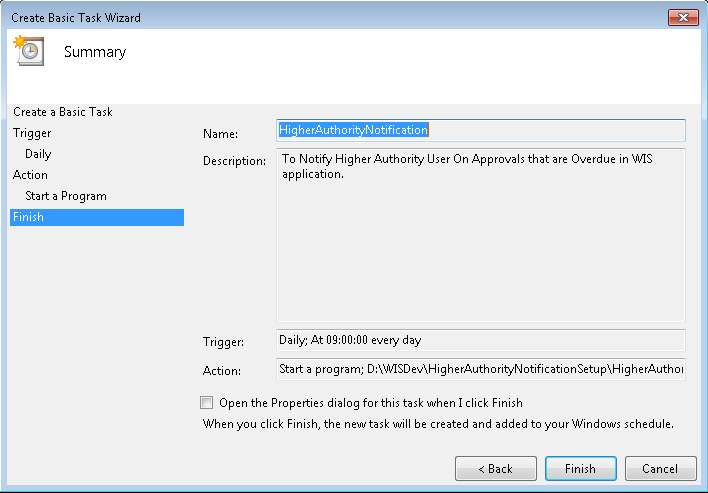 Create Basic Task Wizard
Summary
Create a Basic Task
Trigger
Daily
Action
Start a Program
Finish
Name:
HigherAuthorityNotification
Description:
To Notify Higher Authority User On Approvals that are Overdue in WIS
application.
Trigger:
Daily; At 09:00:00 every day
Action:
Start a program; D:\WISDev\HigherAuthorityNotificationSetup\HigherAuthor
Open the Properties dialog for this task when I click Finish
When you click Finish, the new task will be created and added to your Windows schedule.
< Back
Finish
Cancel